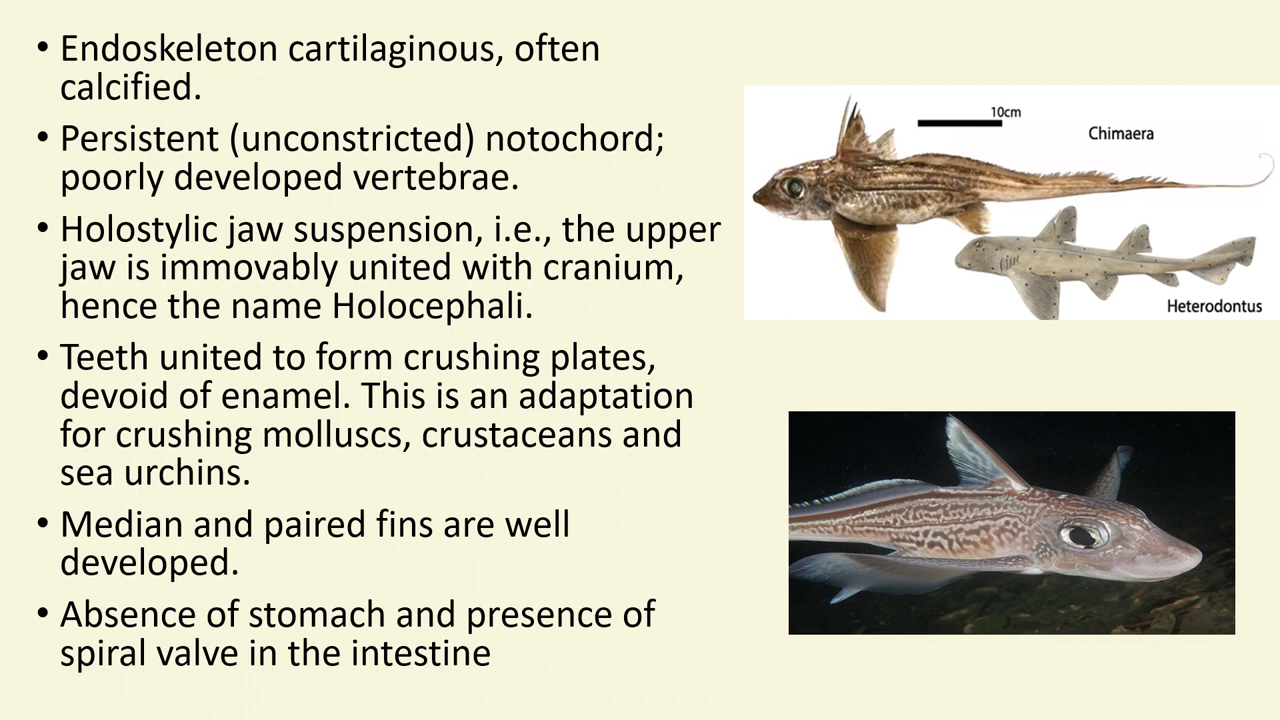 • Endoskeleton cartilaginous, often
calcified.
• Persistent (unconstricted) notochord;
poorly developed vertebrae.
• Holostylic jaw suspension, i.e., the upper
jaw is immovably united with cranium,
hence the name Holocephali.
• Teeth united to form crushing plates,
devoid of enamel. This is an adaptation
for crushing molluscs, crustaceans and
sea urchins.
• Median and paired fins are well
developed.
• Absence of stomach and presence of
spiral valve in the intestine
10cm
Chimaera
Heterodontus